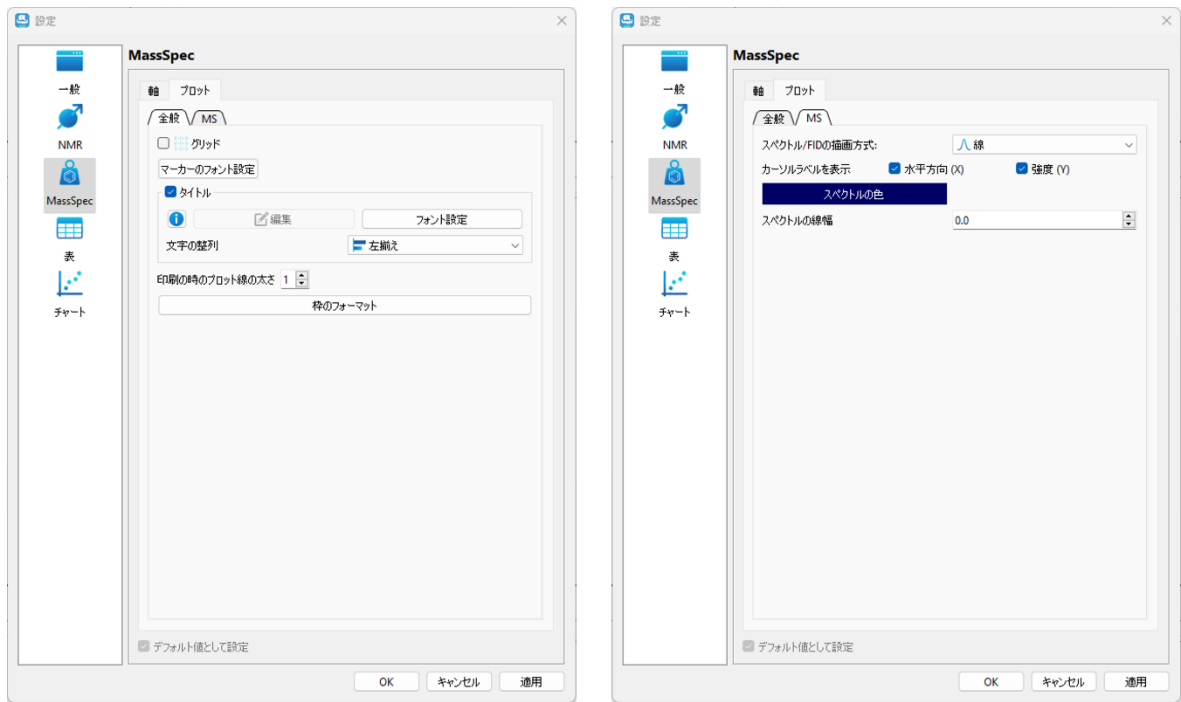 設定
一般
NMR
MassSpec
表
チャート
MassSpec
軸 プロット
全般 MS
グリッド
マーカーのフォント設定
タイトル
編集 フォント設定
文字の整列 左揃え
印刷の時のプロット線の太さ 1
枠のフォーマット
デフォルト値として設定
OK キャンセル 適用
設定
一般
NMR
MassSpec
表
チャート
MassSpec
軸 プロット
全般 MS
スペクトル/FIDの描画方式: 線
カーソルラベルを表示 水平方向 (X) 強度 (Y)
スペクトルの色
スペクトルの線幅 0.0
デフォルト値として設定
OK キャンセル 適用